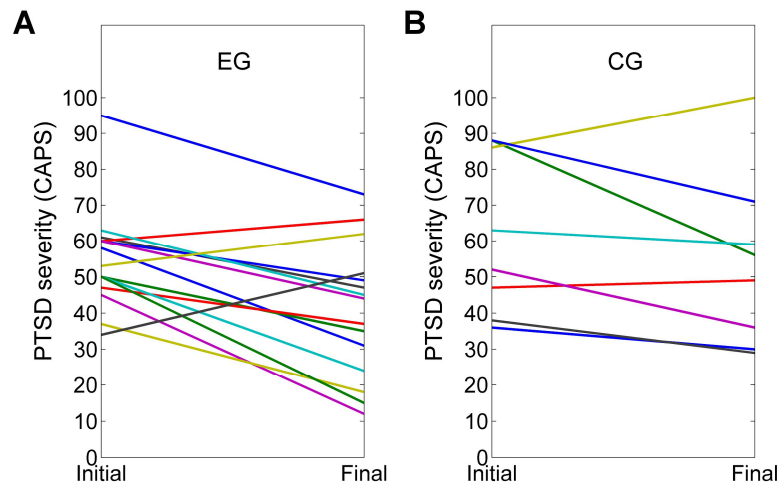 A
EG
PTSD severity (CAPS)
100
90
80
70
60
50
40
30
20
10
0
Initial
Final
B
CG
PTSD severity (CAPS)
100
90
80
70
60
50
40
30
20
10
0
Initial
Final